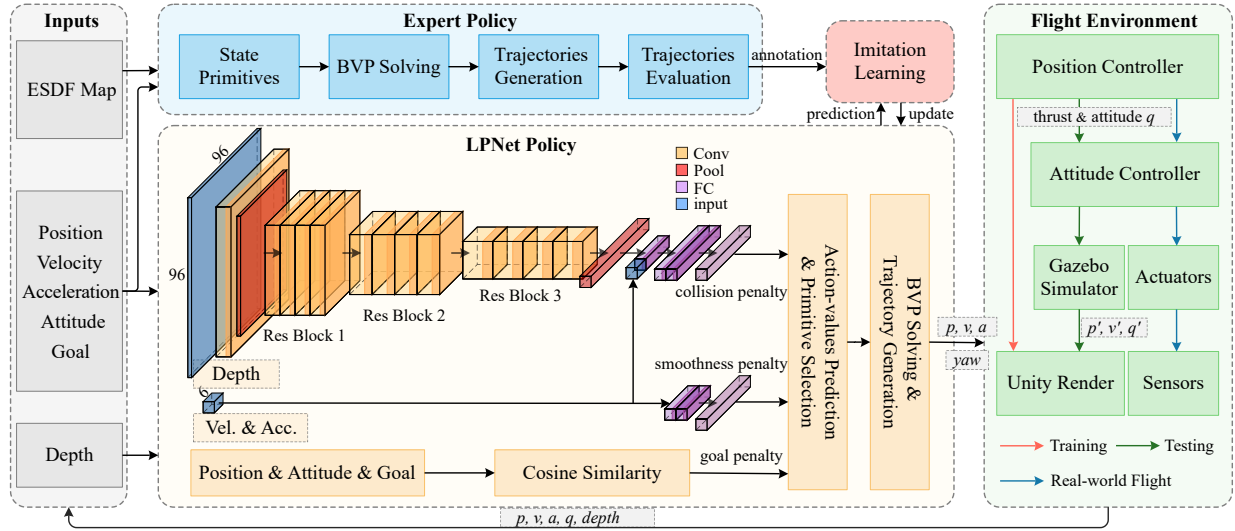 Inputs
ESDF Map
Position
Velocity
Acceleration
Attitude
Goal
Depth
Expert Policy
State
Primitives
BVP Solving
Trajectories
Generation
Trajectories
Evaluation
annotation
Imitation
Learning
prediction
update
LPNet Policy
96
96
Conv
Pool
FC
input
Res Block 1
Res Block 2
Res Block 3
Depth
6
Vel. & Acc.
collision penalty
smoothness penalty
goal penalty
Position & Attitude & Goal
Cosine Similarity
Action-values Prediction
& Primitive Selection
BVP Solving &
Trajectory Generation
p, v, a
yaw
Flight Environment
Position Controller
thrust & attitude q
Attitude Controller
Gazebo
Simulator
Actuators
p', v', q'
Unity Render
Sensors
Training
Testing
Real-world Flight
p, v, a, q, depth